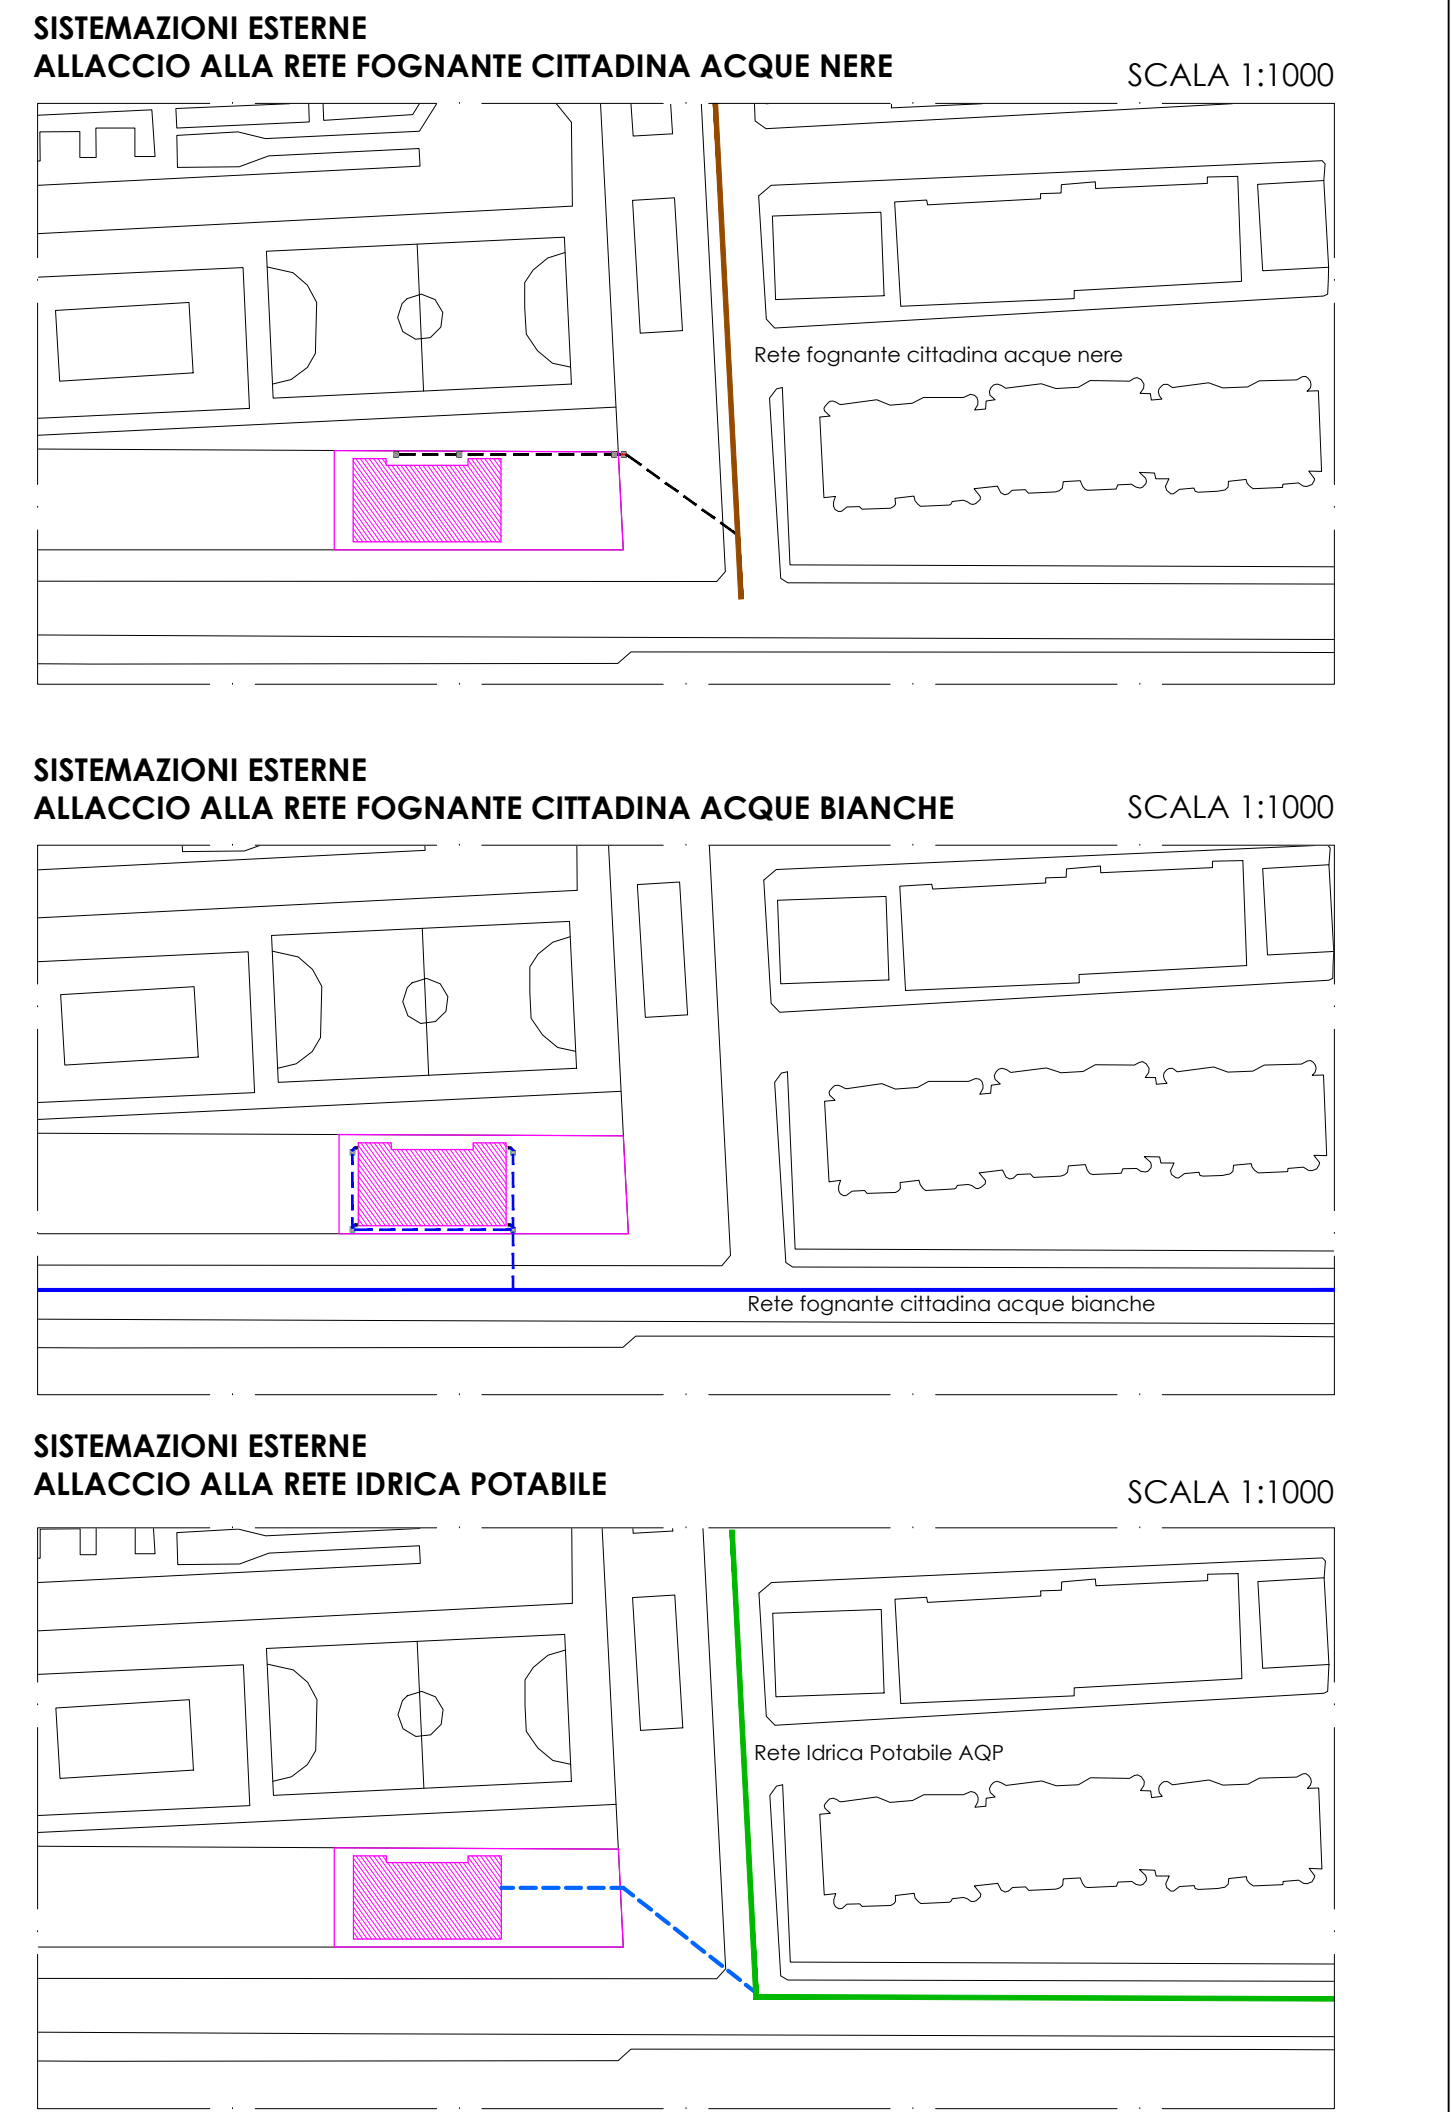 SISTEMAZIONI ESTERNE
ALLACCIO ALLA RETE FOGNANTE CITTADINA ACQUE NERE
SCALA 1:1000
Rete fognante cittadina acque nere
SISTEMAZIONI ESTERNE
ALLACCIO ALLA RETE FOGNANTE CITTADINA ACQUE BIANCHE
SCALA 1:1000
Rete fognante cittadina acque bianche
SISTEMAZIONI ESTERNE
ALLACCIO ALLA RETE IDRICA POTABILE
SCALA 1:1000
Rete Idrica Potabile AQP